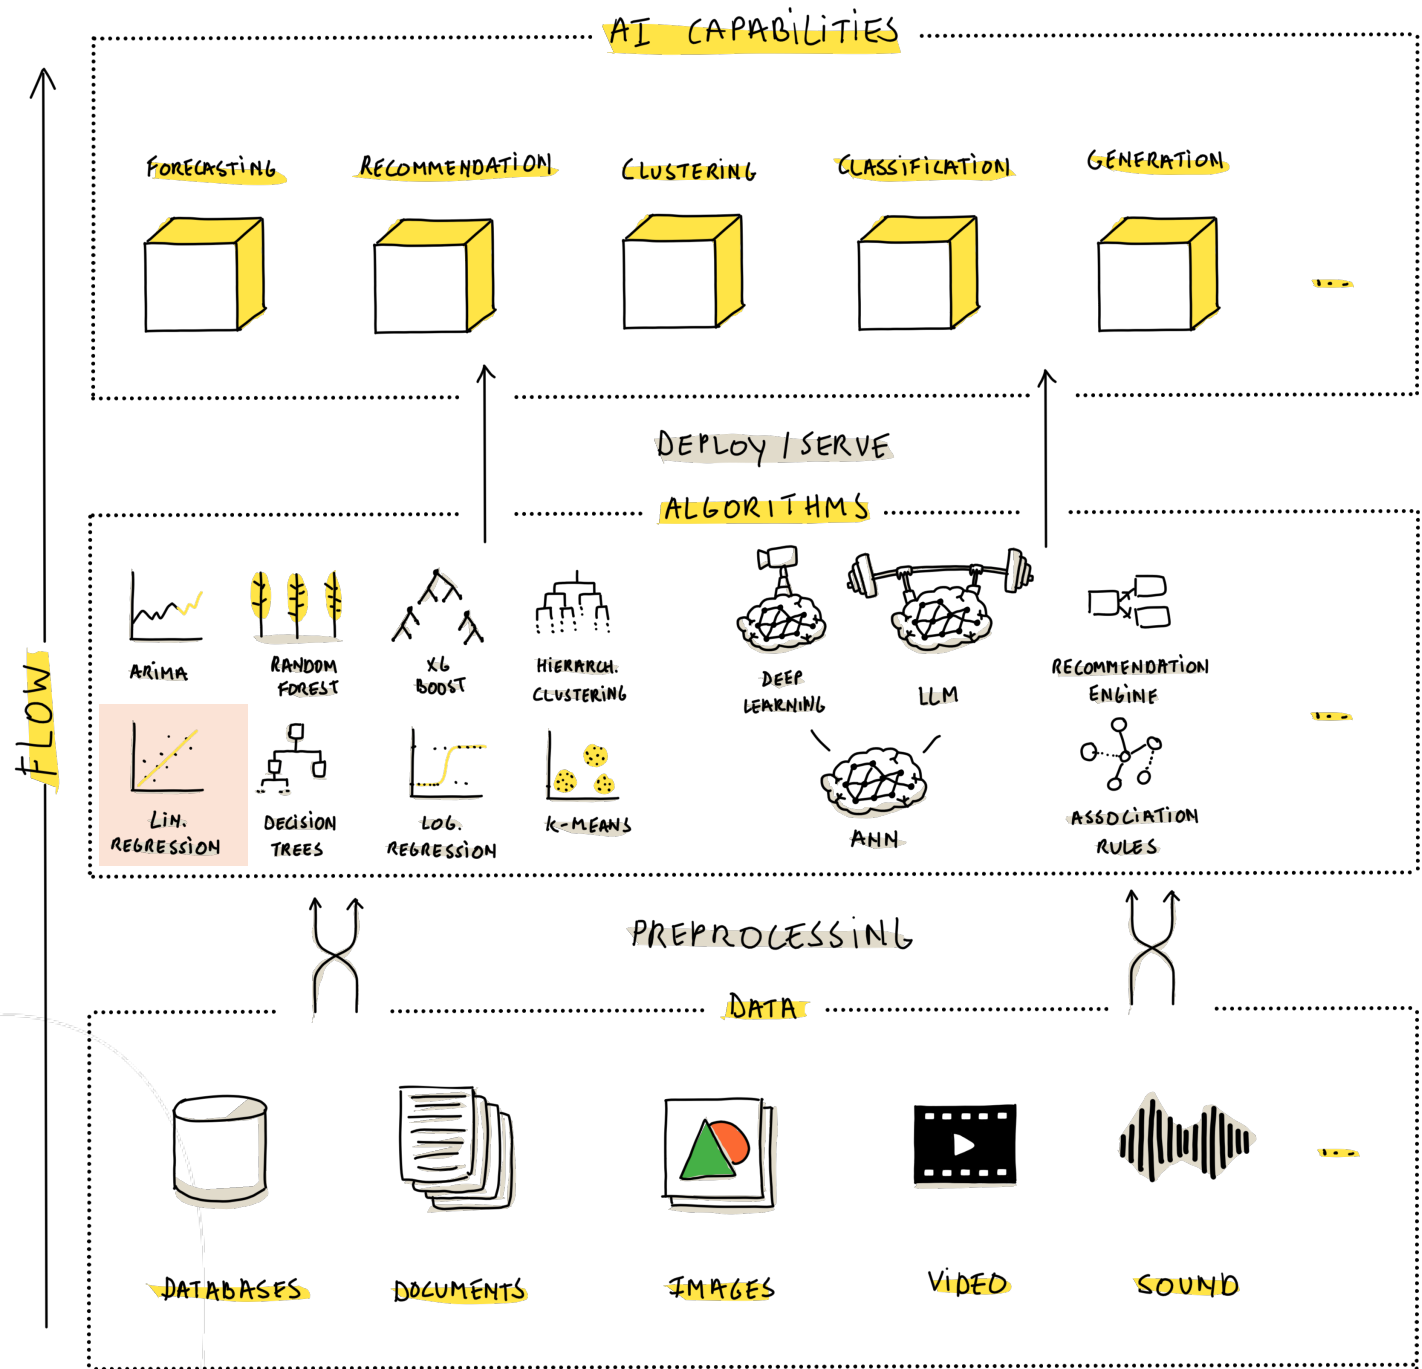 AI CAPABILITIES
FORECASTING
RECOMMENDATION
CLUSTERING
CLASSIFICATION
GENERATION
DEPLOY / SERVE
ALGORITHMS
ARIMA
RANDOM
FOREST
XG
BOOST
HIERARCH.
CLUSTERING
DEEP
LEARNING
LLM
RECOMMENDATION
ENGINE
FLOW
LIN.
REGRESSION
DECISION
TREES
LOG.
REGRESSION
K-MEANS
ANN
ASSOCIATION
RULES
PREPROCESSING
DATA
DATABASES
DOCUMENTS
IMAGES
VIDEO
SOUND